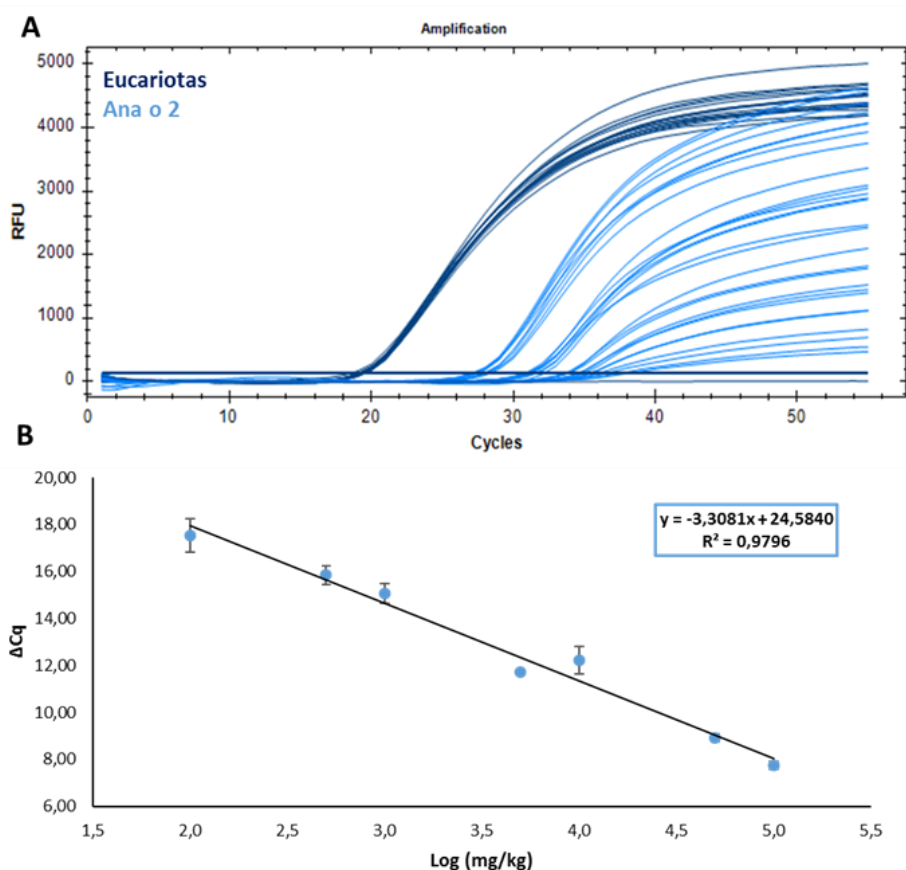 A
Amplification
Eucariotas
Ana o 2
5000
4000
3000
2000
1000
0
RFU
0 10 20 30 40 50
Cycles
B
20,00
18,00
16,00
14,00
12,00
10,00
8,00
6,00
ΔCq
y = -3,3081x + 24,5840
R² = 0,9796
1,5 2,0 2,5 3,0 3,5 4,0 4,5 5,0 5,5
Log (mg/kg)